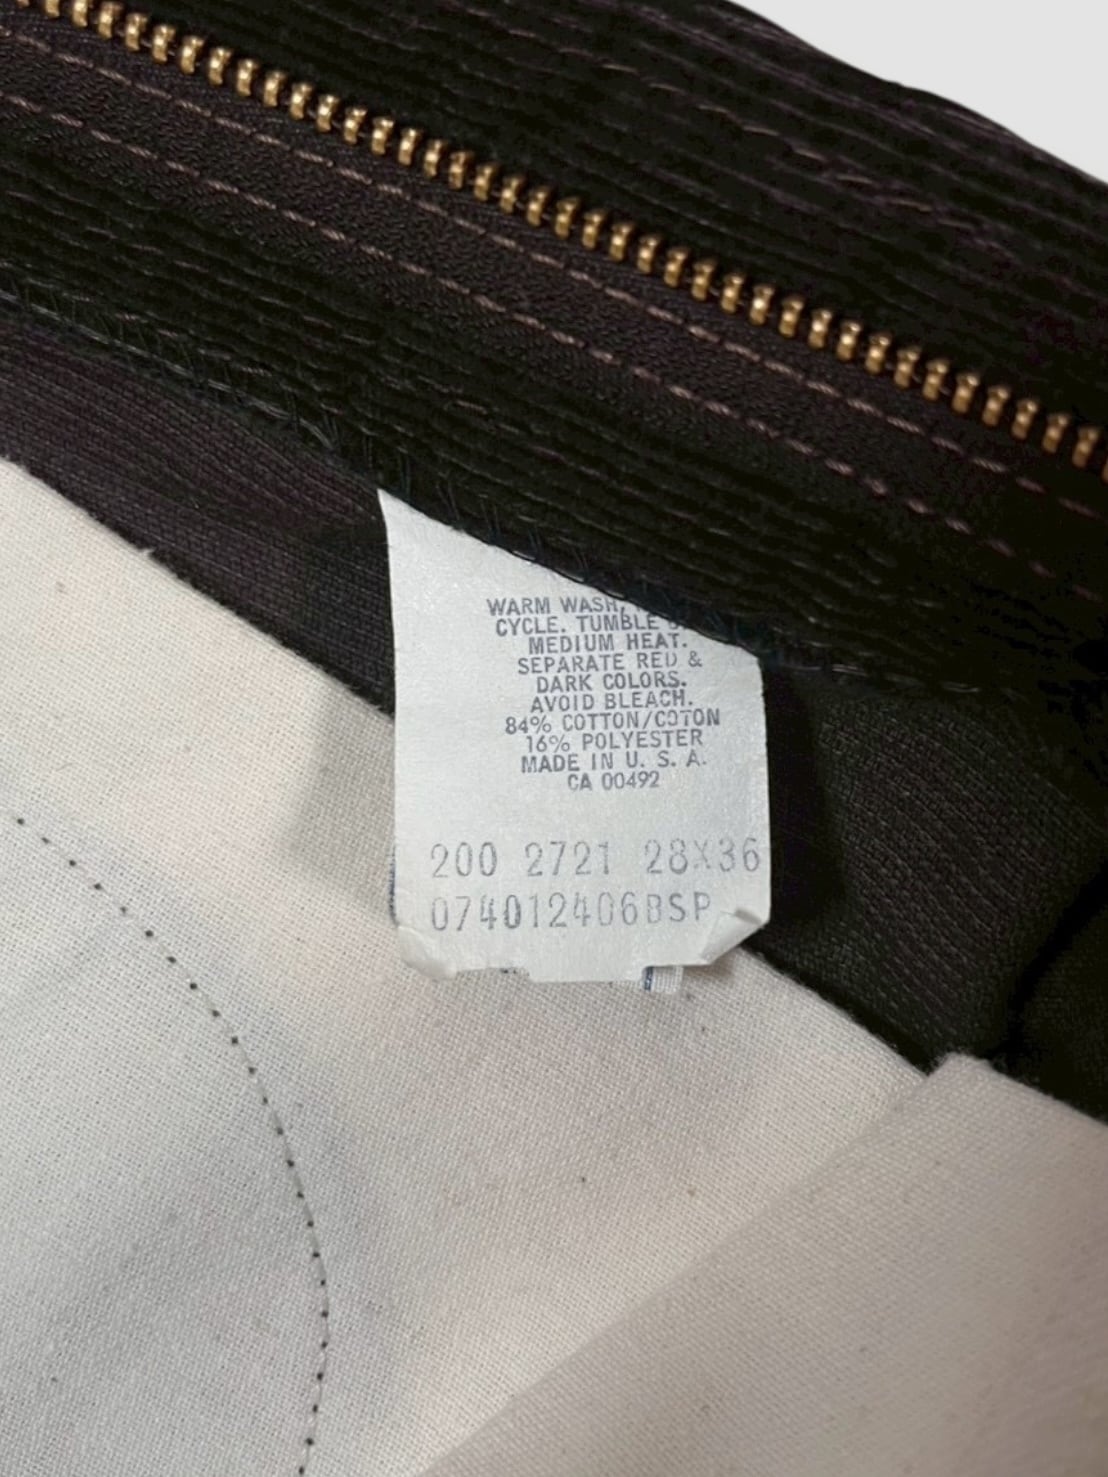 WARM WASH,
CYCLE. TUMBLE
MEDIUM HEAT.
SEPARATE RED &
DARK COLORS.
AVOID BLEACH.
84% COTTON/COTON
16% POLYESTER
MADE IN U. S. A.
CA 00492
200 2721 28X36
074012406BSP